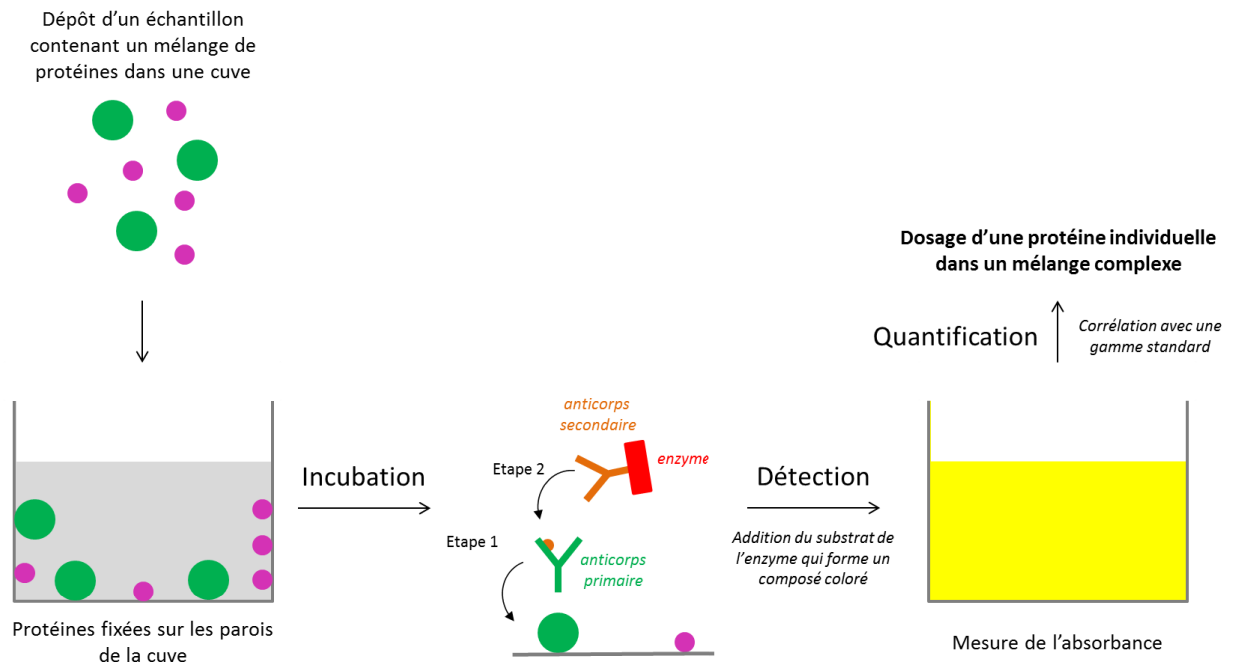 Dépôt d’un échantillon
contenant un mélange de
protéines dans une cuve
Protéines fixées sur les parois
de la cuve
Incubation
anticorps
secondaire
enzyme
Etape 2
Etape 1
anticorps
primaire
Détection
Addition du substrat de
l’enzyme qui forme un
composé coloré
Mesure de l’absorbance
Quantification
Corrélation avec une
gamme standard
Dosage d’une protéine individuelle
dans un mélange complexe